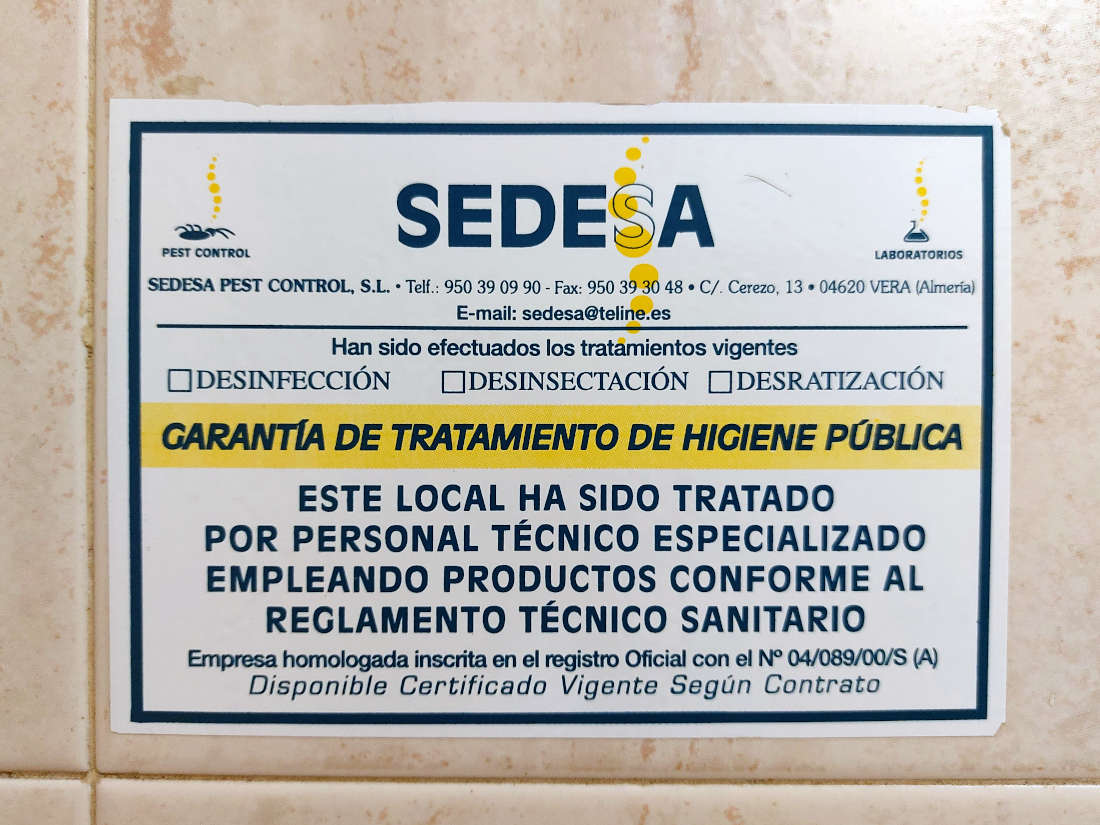 SEDESA
PEST CONTROL
LABORATORIOS
SEDESA PEST CONTROL, S.L. • Telf.: 950 39 09 90 - Fax: 950 39 30 48 • C/. Cerezo, 13 • 04620 VERA (Almería)
E-mail: sedesa@teline.es
Han sido efectuados los tratamientos vigentes
DESINFECCIÓN DESINSECTACIÓN DESRATIZACIÓN
GARANTÍA DE TRATAMIENTO DE HIGIENE PÚBLICA
ESTE LOCAL HA SIDO TRATADO
POR PERSONAL TÉCNICO ESPECIALIZADO
EMPLEANDO PRODUCTOS CONFORME AL
REGLAMENTO TÉCNICO SANITARIO
Empresa homologada inscrita en el registro Oficial con el Nº 04/089/00/S (A)
Disponible Certificado Vigente Según Contrato